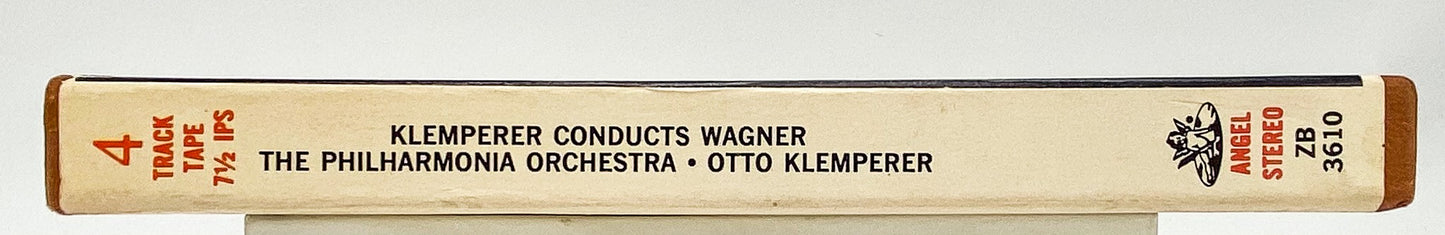 4
TRACK
TAPE
7½ IPS
KLEMPERER CONDUCTS WAGNER
THE PHILHARMONIA ORCHESTRA • OTTO KLEMPERER
ANGEL
STEREO
ZB
3610